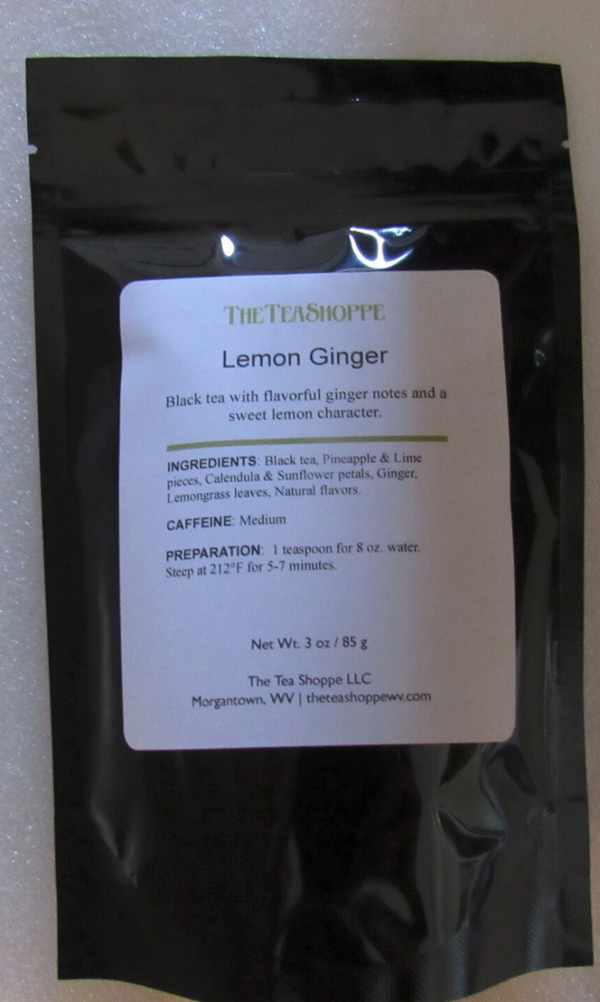 THETEASHOPPE
Lemon Ginger
Black tea with flavorful ginger notes and a
sweet lemon character.
INGREDIENTS: Black tea, Pineapple & Lime
pieces, Calendula & Sunflower petals, Ginger,
Lemongrass leaves, Natural flavors.
CAFFEINE: Medium
PREPARATION: 1 teaspoon for 8 oz. water.
Steep at 212°F for 5-7 minutes.
Net Wt. 3 oz / 85 g
The Tea Shoppe LLC
Morgantown, WV | theteashoppewv.com